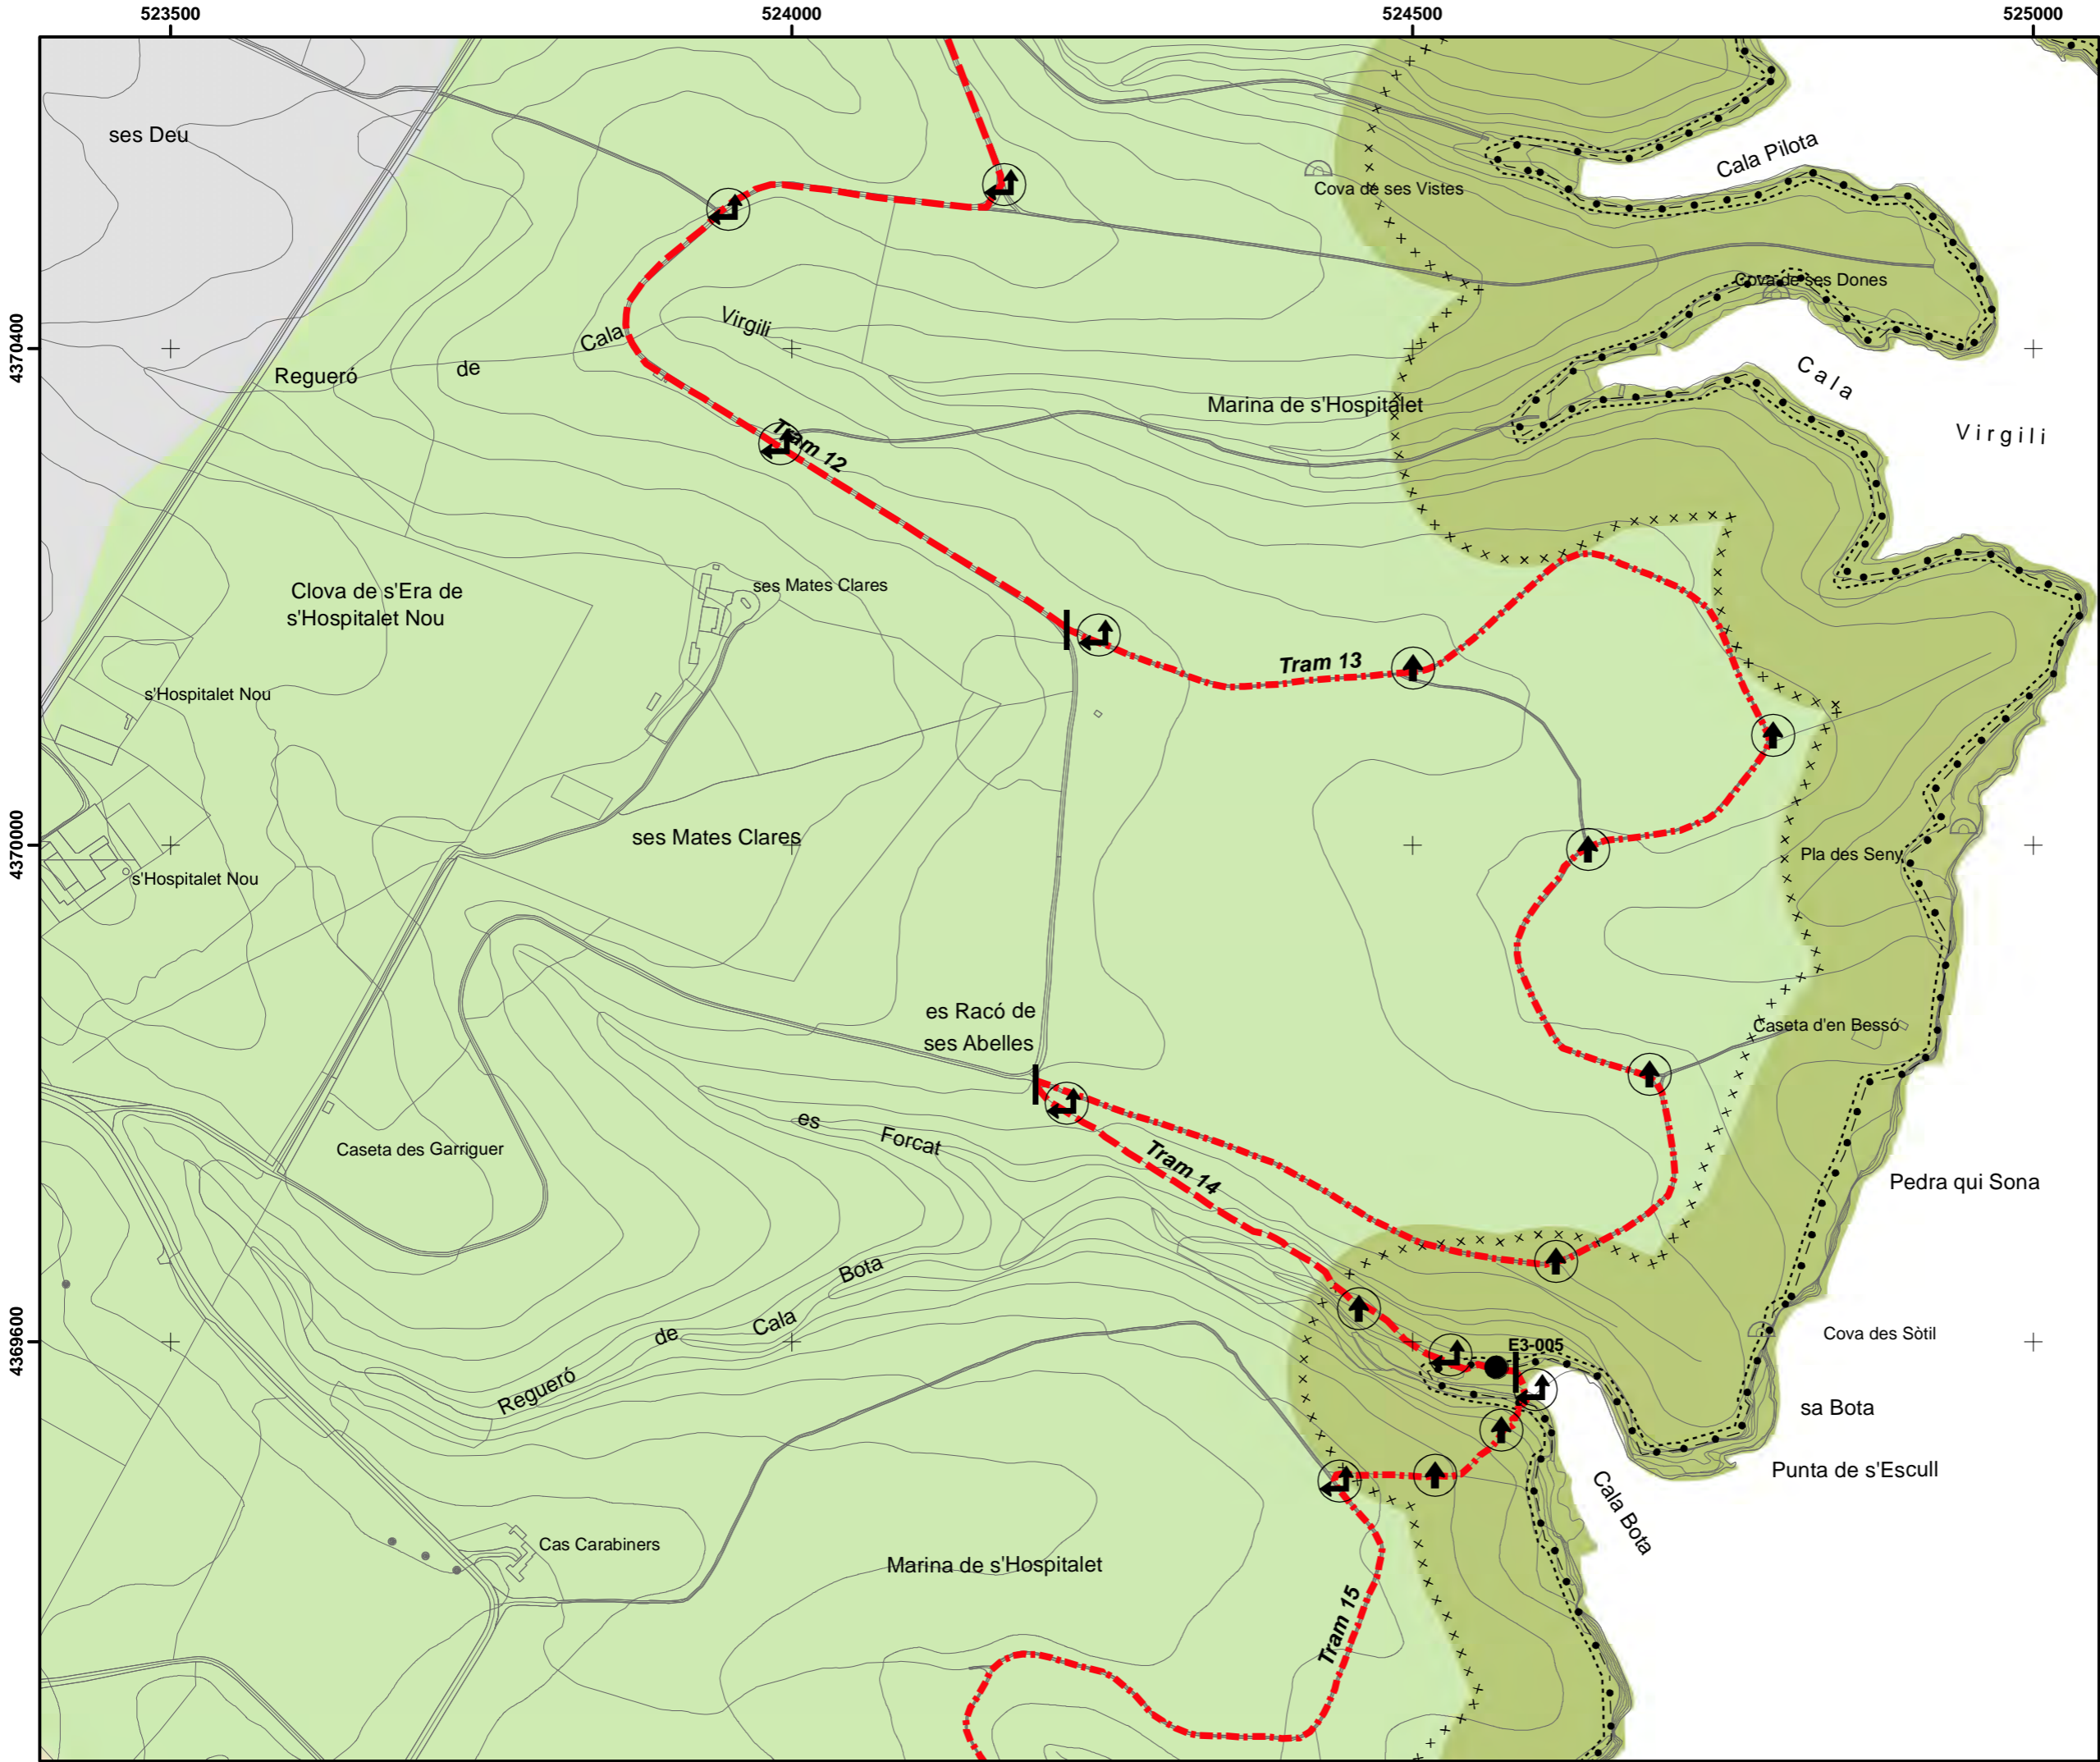 523500
524000
524500
525000
ses Deu
Cala Pilota
Cova de ses Vistes
Cova de ses Dones
4370400
Virgili
Cala
de
Regueró
Cala
Marina de s'Hospitalet
Virgili
Tram 12
Clova de s'Era de
s'Hospitalet Nou
ses Mates Clares
Tram 13
s'Hospitalet Nou
4370000
ses Mates Clares
Pla des Seny
s'Hospitalet Nou
es Racó de
ses Abelles
Caseta d'en Bessó
es
Forcat
Caseta des Garriguer
Tram 14
Pedra qui Sona
Bota
Cala
de
Regueró
4369600
Cova des Sòtil
E3-005
sa Bota
Punta de s'Escull
Cala Bota
Cas Carabiners
Marina de s'Hospitalet
Tram 15